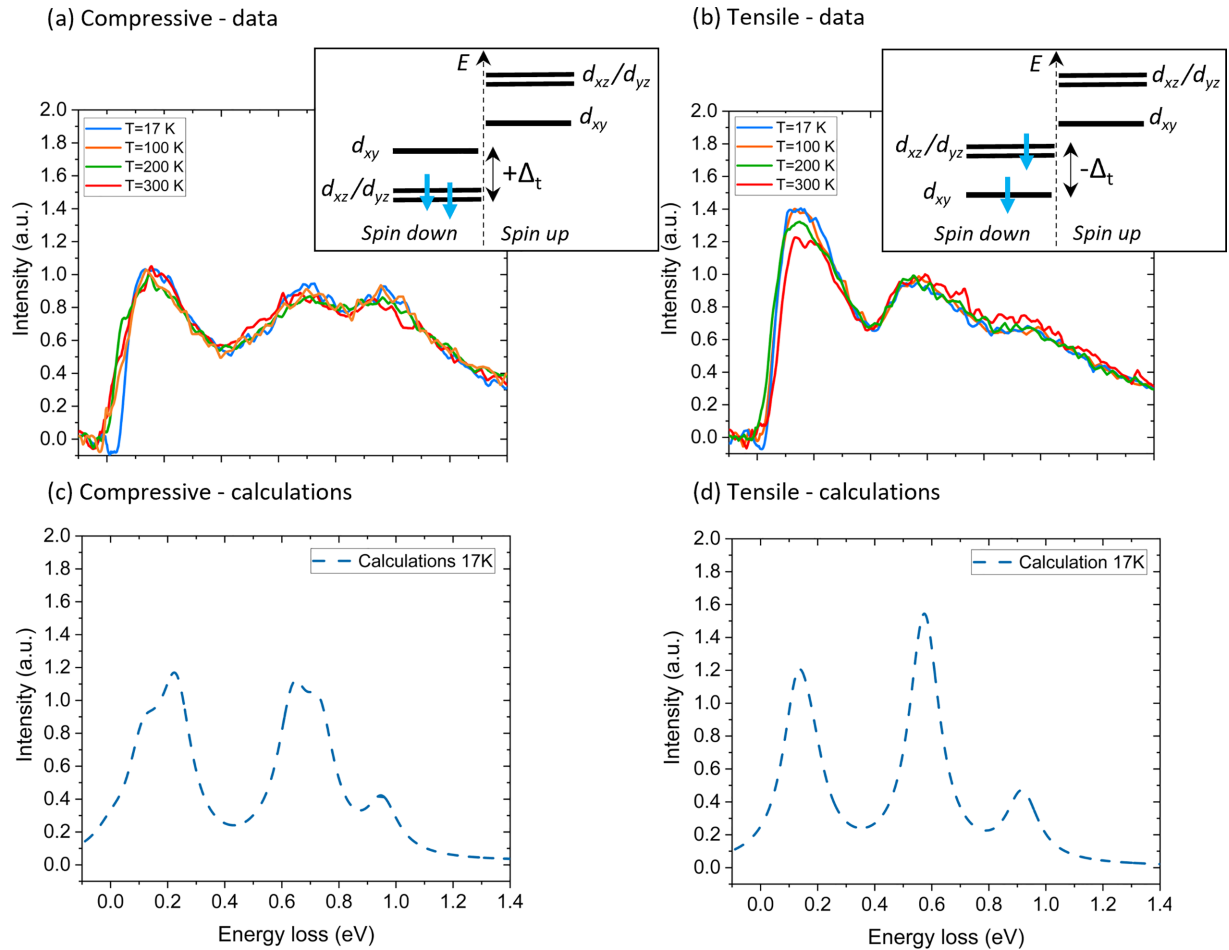 (a) Compressive - data
(b) Tensile - data
E
d_xz/d_yz
d_xy
d_xy
+Δ_t
d_xz/d_yz
Spin down
Spin up
E
d_xz/d_yz
d_xy
d_xz/d_yz
-Δ_t
d_xy
Spin down
Spin up
T=17 K
T=100 K
T=200 K
T=300 K
Intensity (a.u.)
2.0
1.8
1.6
1.4
1.2
1.0
0.8
0.6
0.4
0.2
0.0
T=17 K
T=100 K
T=200 K
T=300 K
Intensity (a.u.)
2.0
1.8
1.6
1.4
1.2
1.0
0.8
0.6
0.4
0.2
0.0
(c) Compressive - calculations
(d) Tensile - calculations
Calculations 17K
Intensity (a.u.)
2.0
1.8
1.6
1.4
1.2
1.0
0.8
0.6
0.4
0.2
0.0
0.0 0.2 0.4 0.6 0.8 1.0 1.2 1.4
Energy loss (eV)
Calculation 17K
Intensity (a.u.)
2.0
1.8
1.6
1.4
1.2
1.0
0.8
0.6
0.4
0.2
0.0
0.0 0.2 0.4 0.6 0.8 1.0 1.2 1.4
Energy loss (eV)